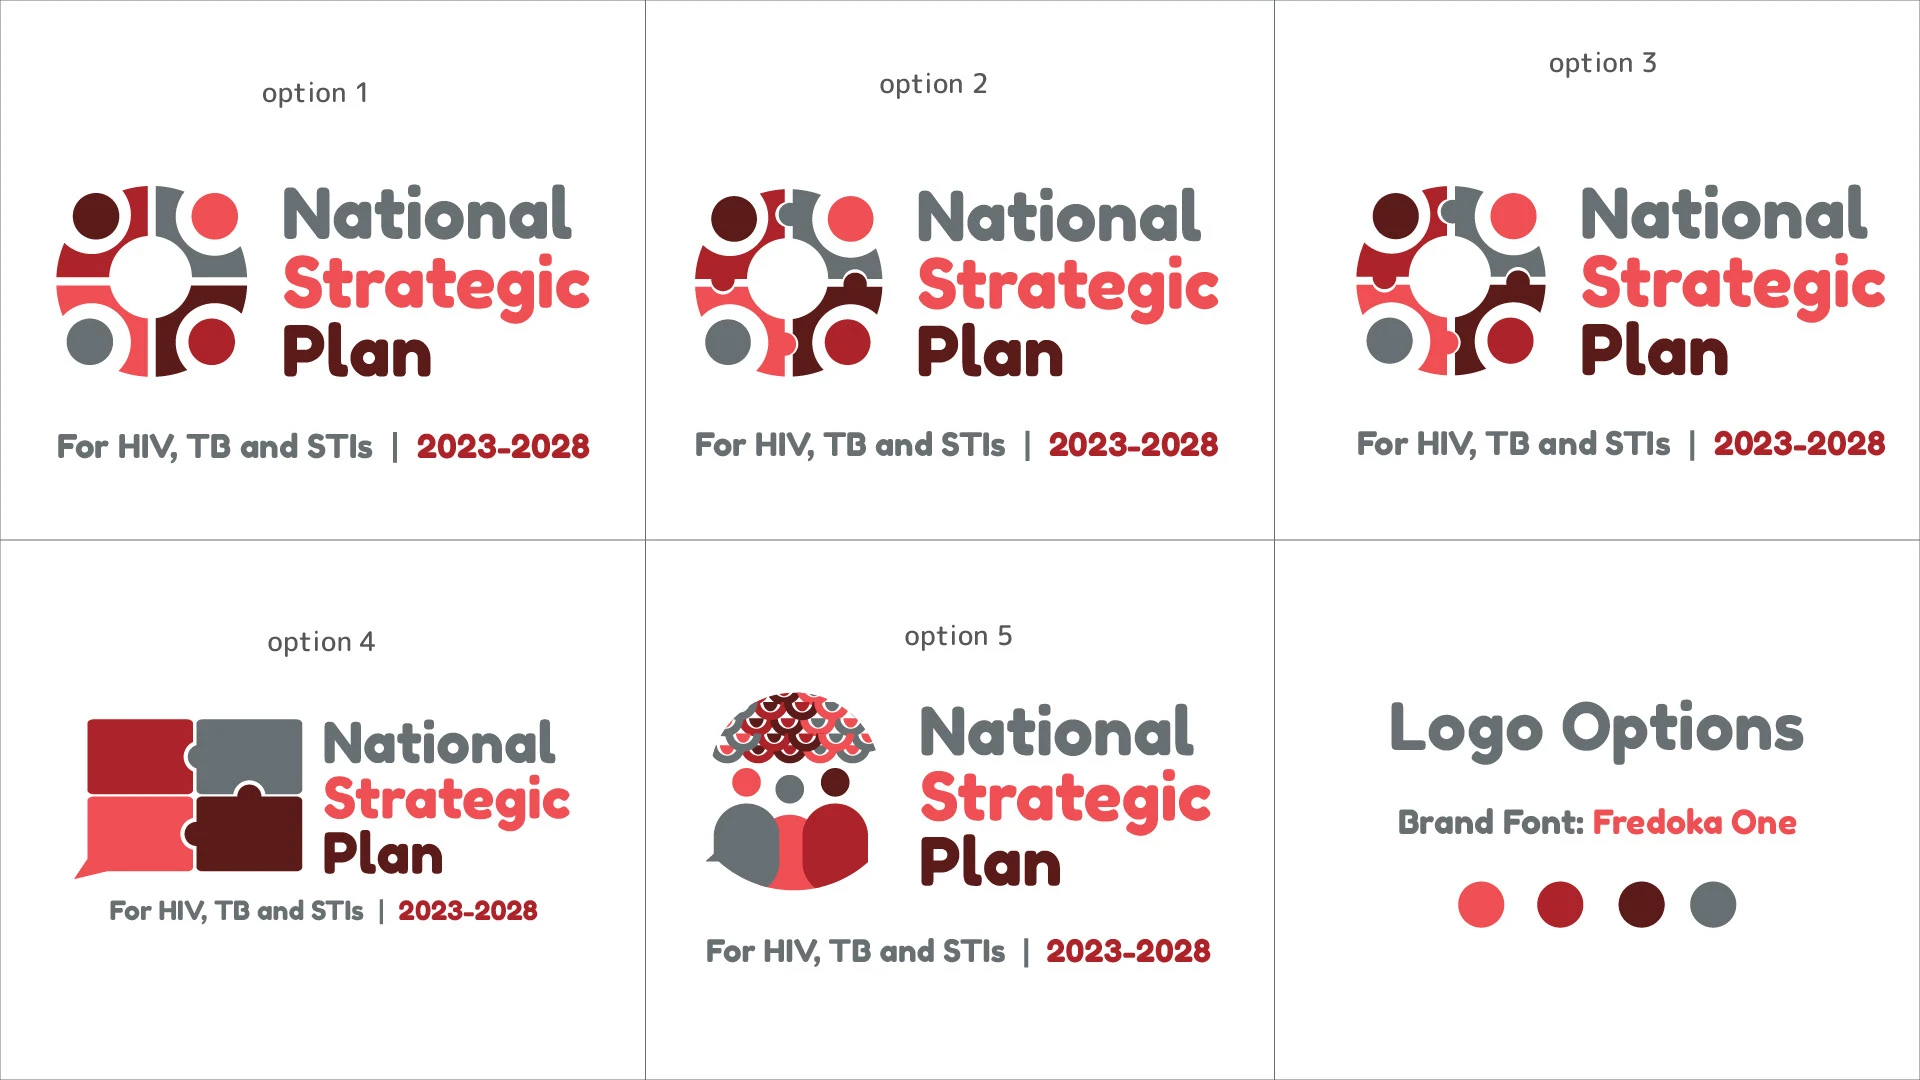 option 1
National
Strategic
Plan
For HIV, TB and STIs | 2023-2028
option 2
National
Strategic
Plan
For HIV, TB and STIs | 2023-2028
option 3
National
Strategic
Plan
For HIV, TB and STIs | 2023-2028
option 4
National
Strategic
Plan
For HIV, TB and STIs | 2023-2028
option 5
National
Strategic
Plan
For HIV, TB and STIs | 2023-2028
Logo Options
Brand Font: Fredoka One